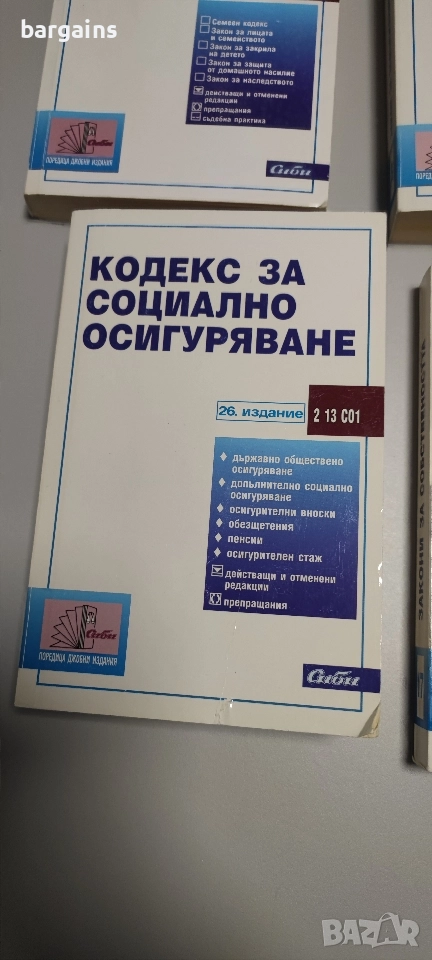 bargains
Семеен кодекс
Закон за лицата
и семейството
Закон за закрила
на детето
Закон за защита
от домашното насилие
Закон за наследството
действащи и отменени
редакции
препращания
съдебна практика
Сиби
ПОРЕДИЦА ДЖОБНИ ИЗДАНИЯ
Сиби
КОДЕКС ЗА
СОЦИАЛНО
ОСИГУРЯВАНЕ
26. издание
2 13 C01
държавно обществено
осигуряване
допълнително социално
осигуряване
осигурителни вноски
обезщетения
пенсии
осигурителен стаж
действащи и отменени
редакции
препращания
Сиби
ПОРЕДИЦА ДЖОБНИ ИЗДАНИЯ
Сиби
ЗАКОНИ ЗА СОБСТВЕНОСТТА
BAZAR